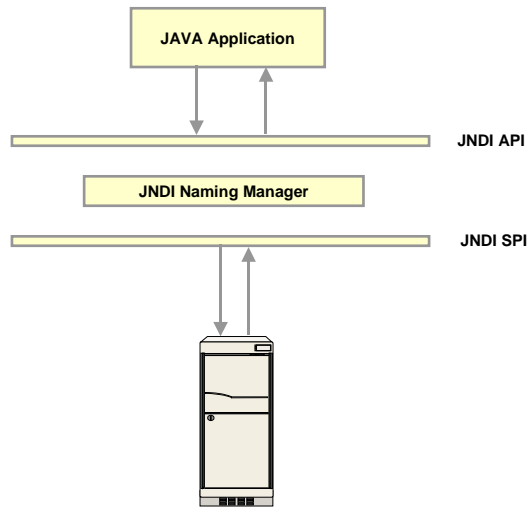 JAVA Application
JNDI API
JNDI Naming Manager
JNDI SPI